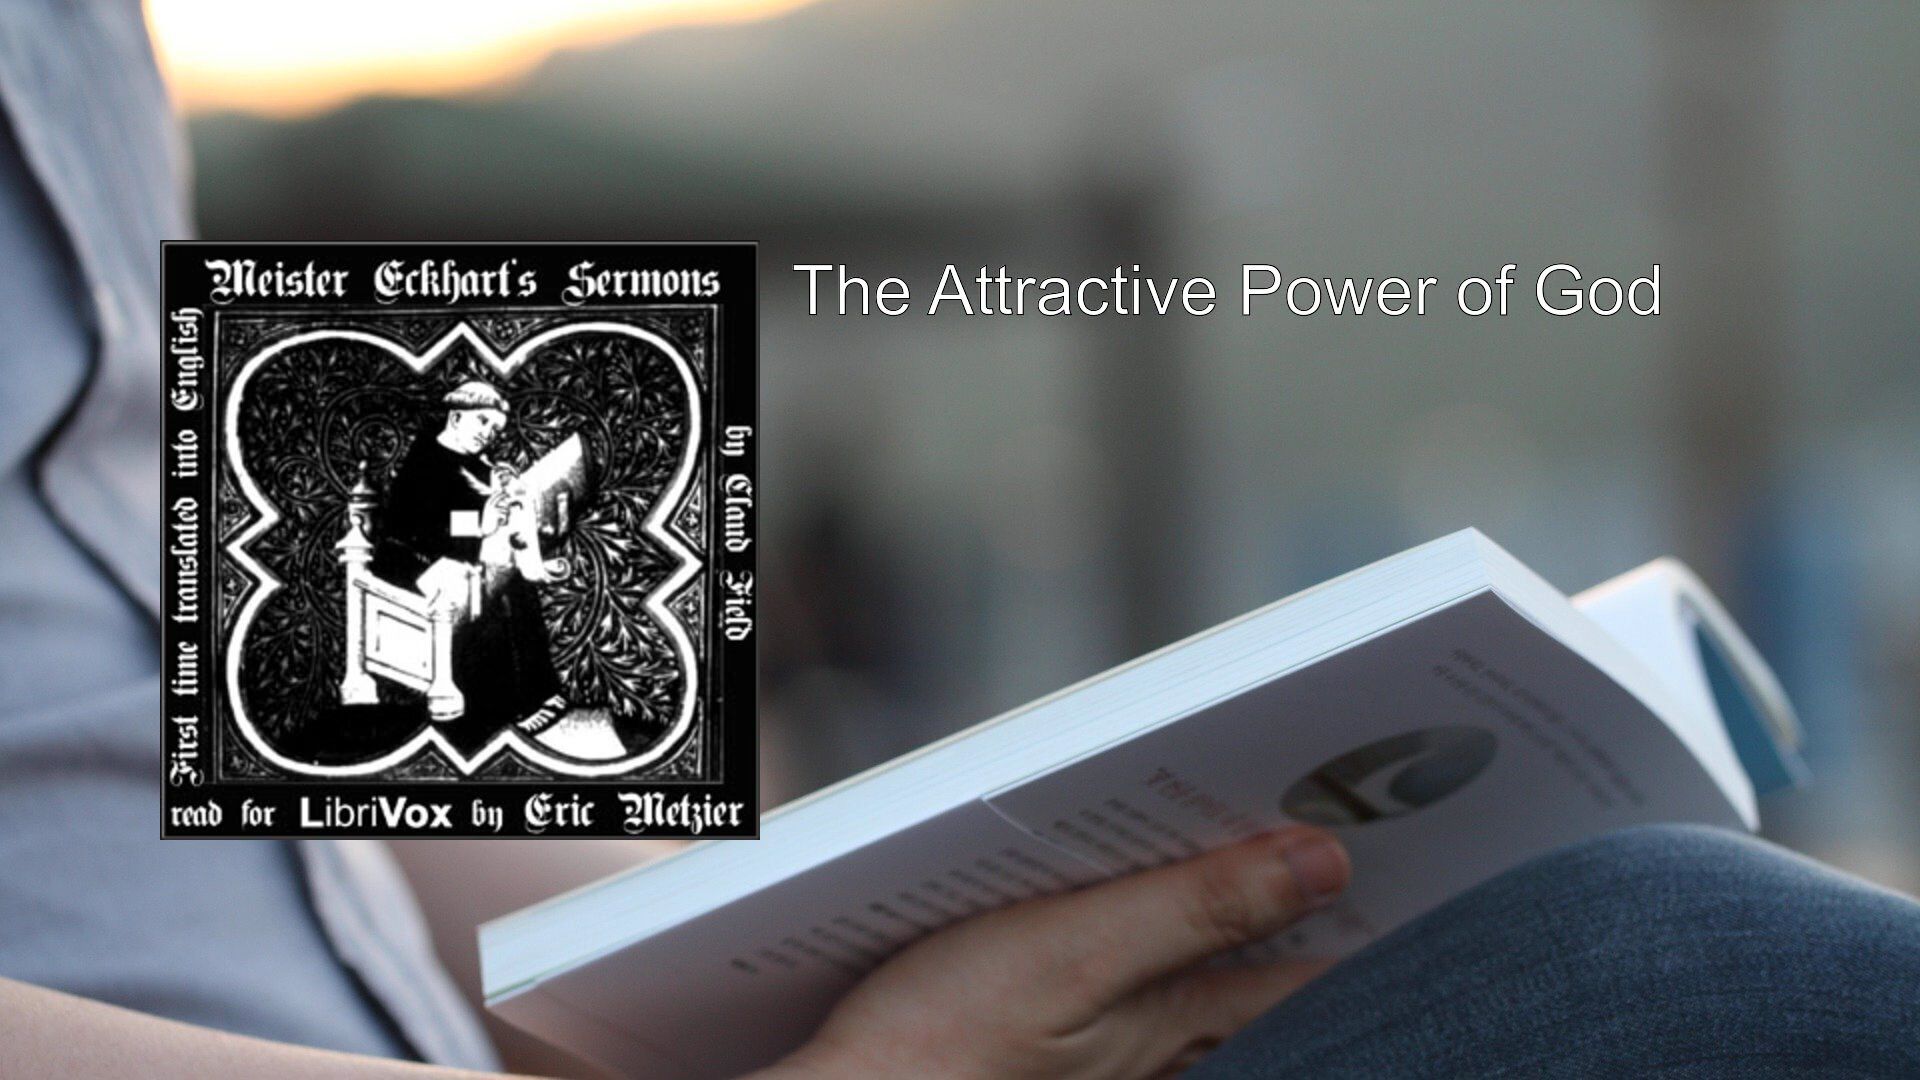 Meister Eckhart's Sermons
First time translated into English
by Claud Field
read for LibriVox by Eric Metzier
The Attractive Power of God